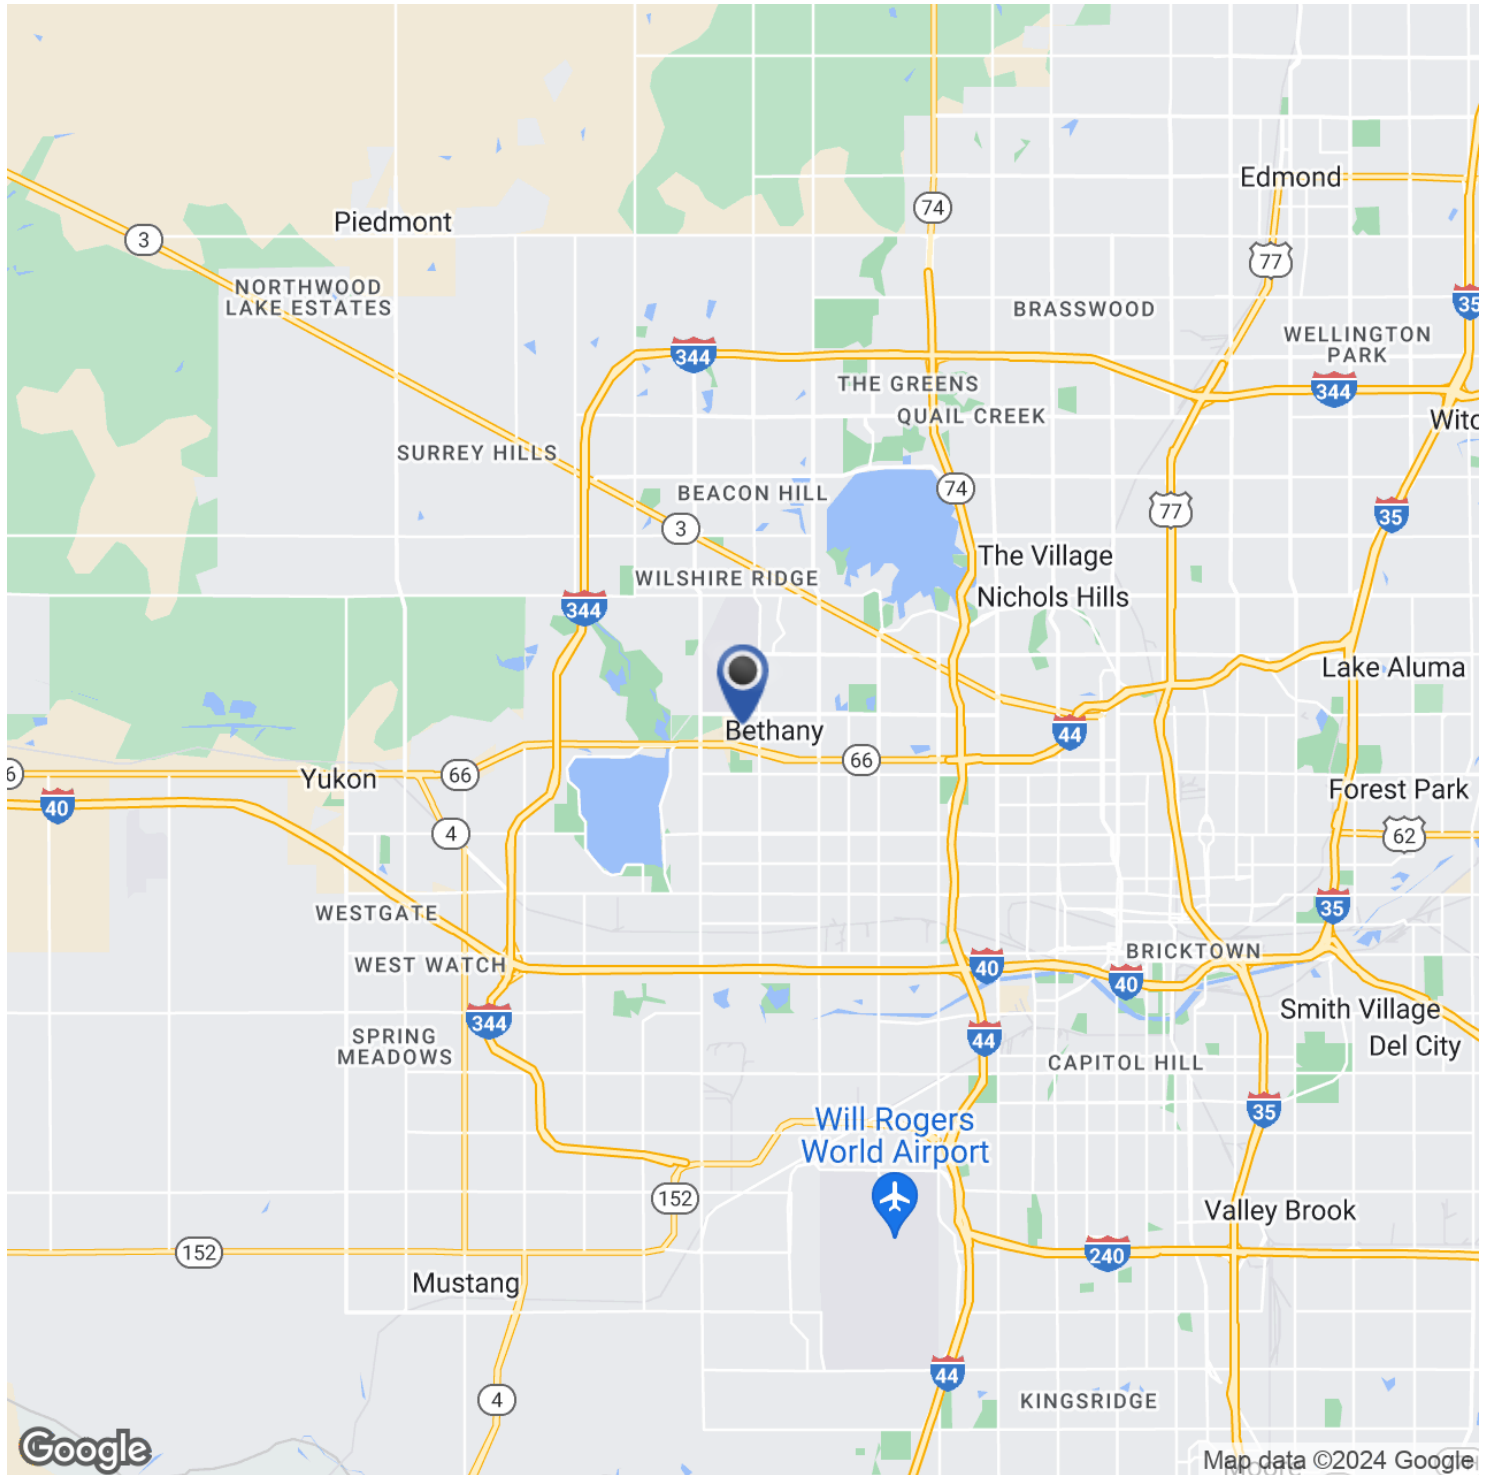 Edmond
74
Piedmont
3
77
NORTHWOOD
LAKE ESTATES
35
BRASSWOOD
WELLINGTON
PARK
344
THE GREENS
344
QUAIL CREEK
Witc
SURREY HILLS
74
BEACON HILL
77
35
3
The Village
WILSHIRE RIDGE
Nichols Hills
344
Lake Aluma
Bethany
44
66
6
66
Yukon
Forest Park
40
4
62
35
WESTGATE
BRICKTOWN
WEST WATCH
40
40
Smith Village
344
SPRING
MEADOWS
44
Del City
CAPITOL HILL
35
Will Rogers
World Airport
152
Valley Brook
152
240
Mustang
44
4
KINGSRIDGE
Google
Map data ©2024 Google